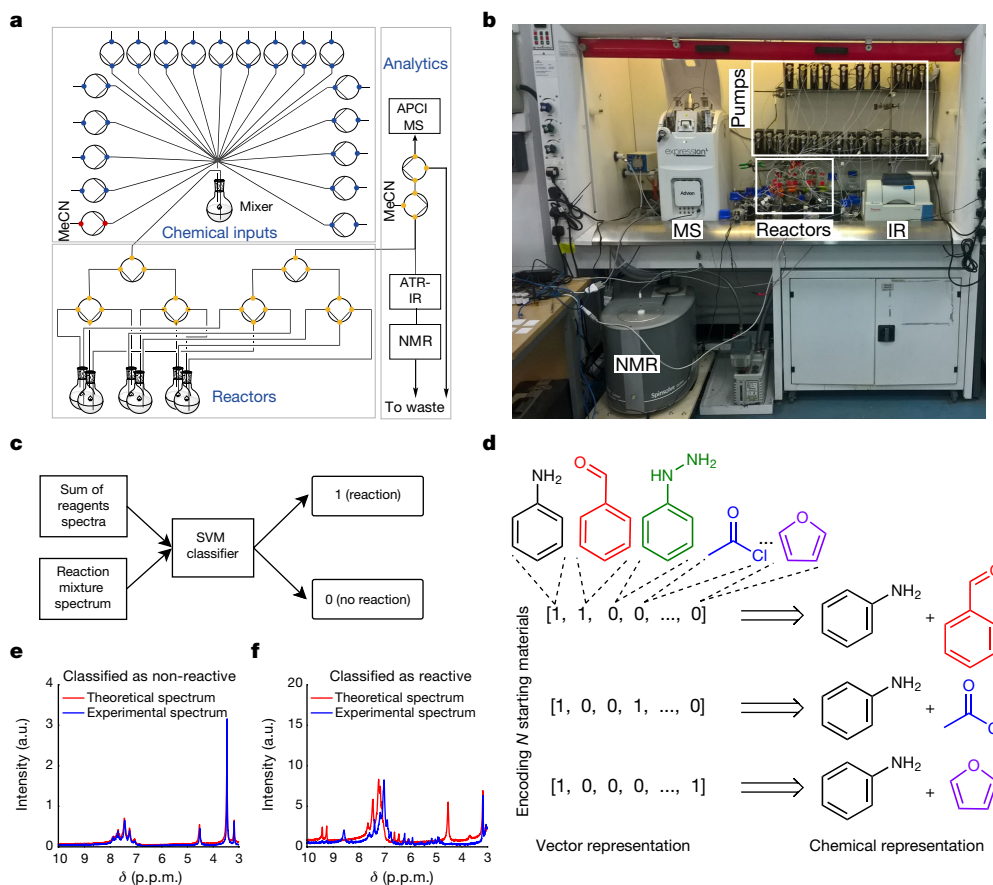 a
Analytics
APCI
MS
MeCN
Mixer
MeCN
Chemical inputs
ATR-
IR
NMR
Reactors
To waste
b
Pumps
expression
Advion
MS
Reactors
IR
NMR
Spinsolve
c
Sum of
reagents
spectra
Reaction
mixture
spectrum
SVM
classifier
1 (reaction)
0 (no reaction)
d
NH₂
O
HN
NH₂
O
Cl
...
O
Encoding N starting materials
[1, 1, 0, 0, ..., 0]
NH₂
+
O
[1, 0, 0, 1, ..., 0]
NH₂
+
O
[1, 0, 0, 0, ..., 1]
NH₂
+
O
Vector representation
Chemical representation
e
Classified as non-reactive
Theoretical spectrum
Experimental spectrum
Intensity (a.u.)
4
3
2
1
0
10 9 8 7 6 5 4 3
δ (p.p.m.)
f
Classified as reactive
Theoretical spectrum
Experimental spectrum
Intensity (a.u.)
20
15
10
5
0
10 9 8 7 6 5 4 3
δ (p.p.m.)